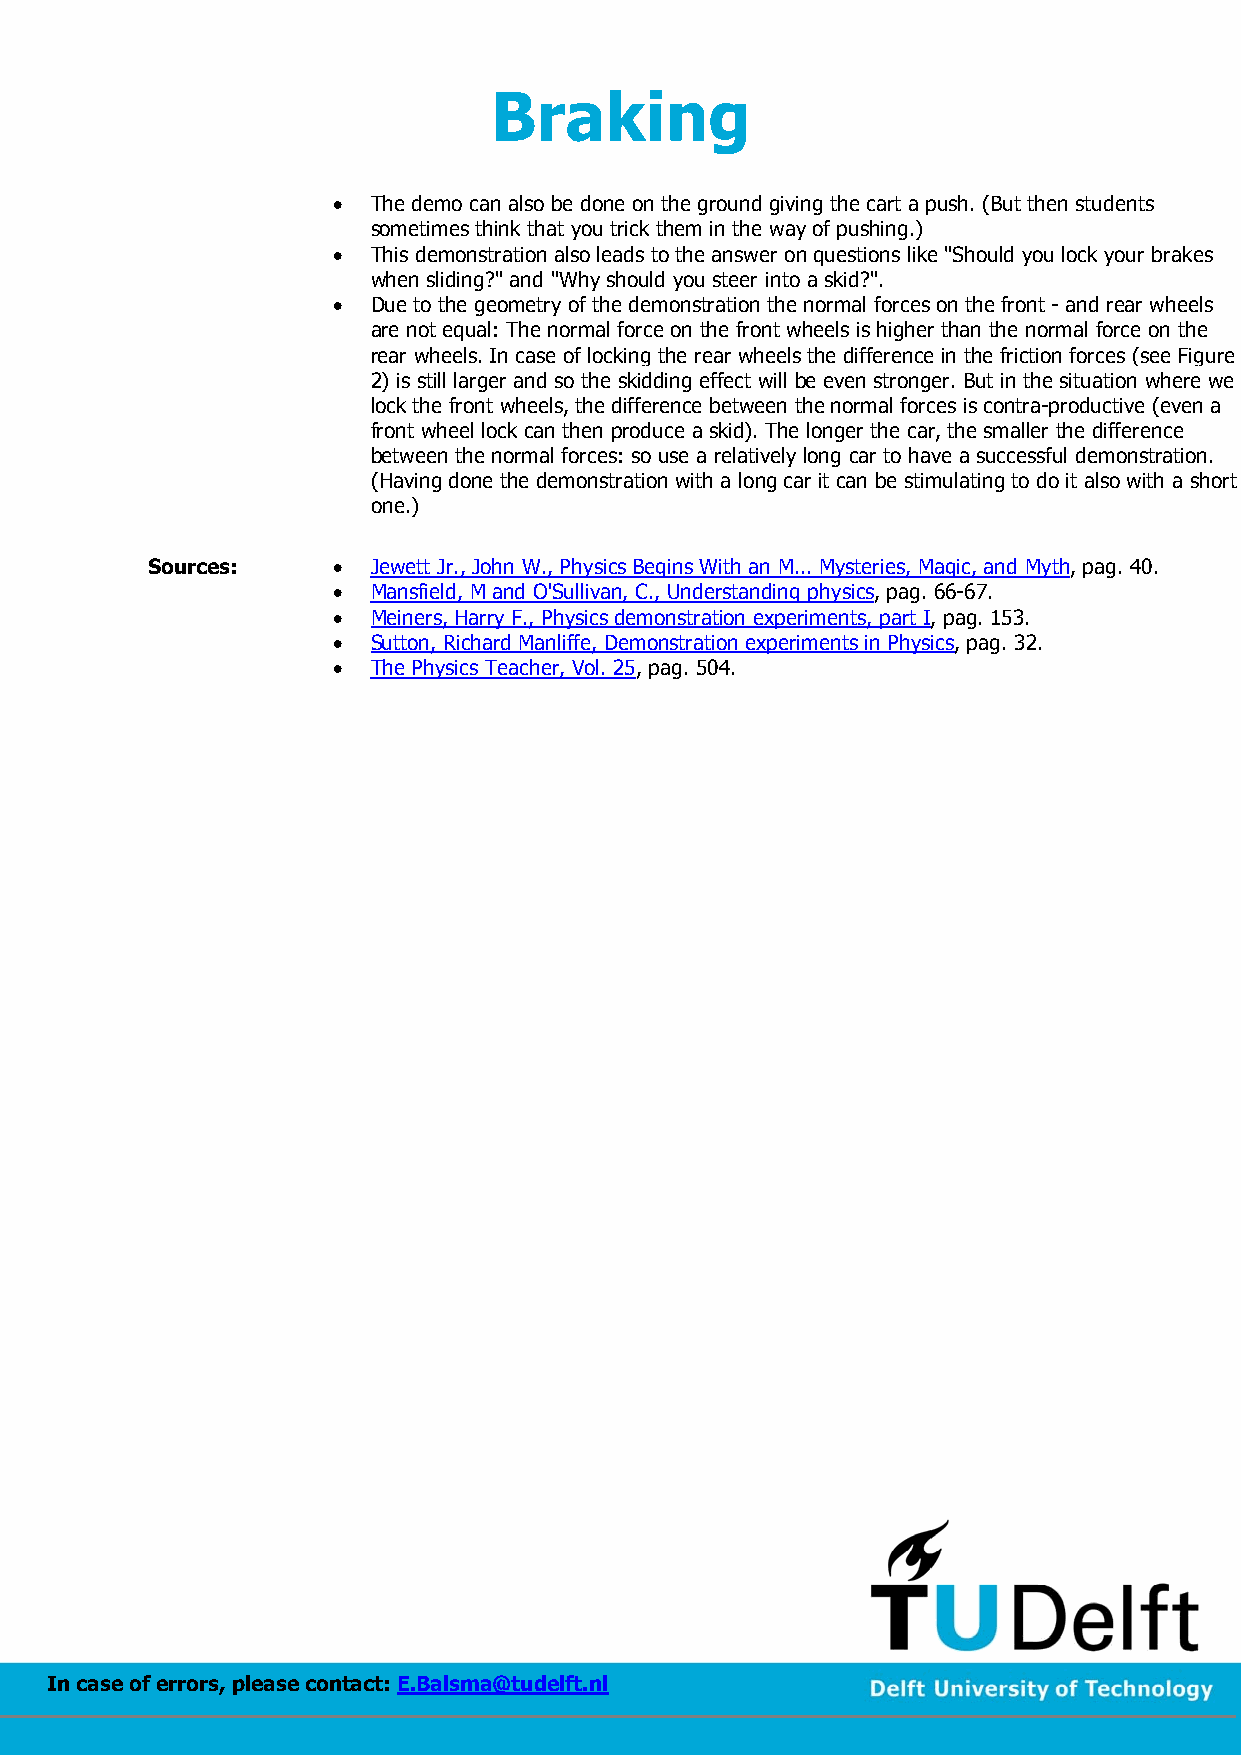 Braking
• The demo can also be done on the ground giving the cart a push. (But then students
sometimes think that you trick them in the way of pushing.)
• This demonstration also leads to the answer on questions like "Should you lock your brakes
when sliding?" and "Why should you steer into a skid?".
• Due to the geometry of the demonstration the normal forces on the front - and rear wheels
are not equal: The normal force on the front wheels is higher than the normal force on the
rear wheels. In case of locking the rear wheels the difference in the friction forces (see Figure
2) is still larger and so the skidding effect will be even stronger. But in the situation where we
lock the front wheels, the difference between the normal forces is contra-productive (even a
front wheel lock can then produce a skid). The longer the car, the smaller the difference
between the normal forces: so use a relatively long car to have a successful demonstration.
(Having done the demonstration with a long car it can be stimulating to do it also with a short
one.)
Sources: • Jewett Jr., John W., Physics Begins With an M... Mysteries, Magic, and Myth, pag. 40.
• Mansfield, M and O'Sullivan, C., Understanding physics, pag. 66-67.
• Meiners, Harry F., Physics demonstration experiments, part I, pag. 153.
• Sutton, Richard Manliffe, Demonstration experiments in Physics, pag. 32.
• The Physics Teacher, Vol. 25, pag. 504.
TUDelft
In case of errors, please contact: E.Balsma@tudelft.nl
Delft University of Technology